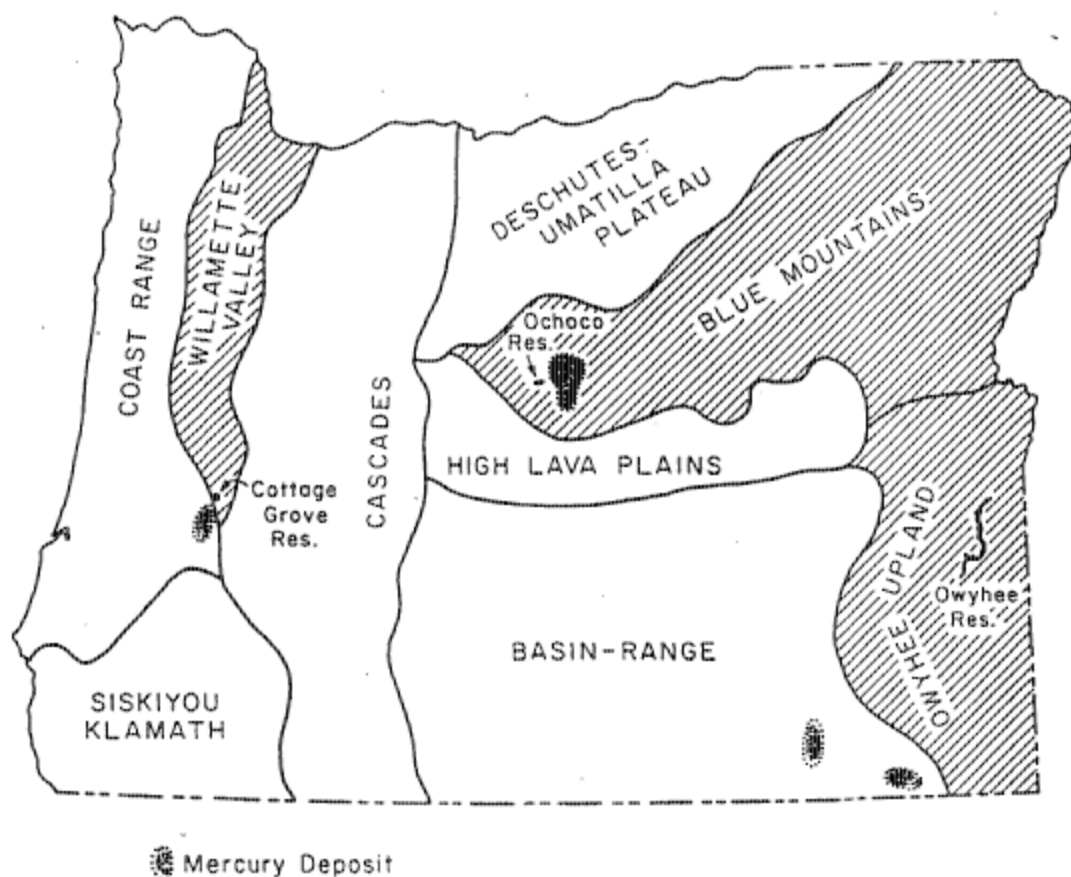 COAST RANGE
WILLAMETTE
VALLEY
CASCADES
DESCHUTES-
UMATILLA
PLATEAU
BLUE MOUNTAINS
Ochoco
Res.
HIGH LAVA PLAINS
Cottage
Grove
Res.
OWYHEE UPLAND
Owyhee
Res.
BASIN-RANGE
SISKIYOU
KLAMATH
Mercury Deposit